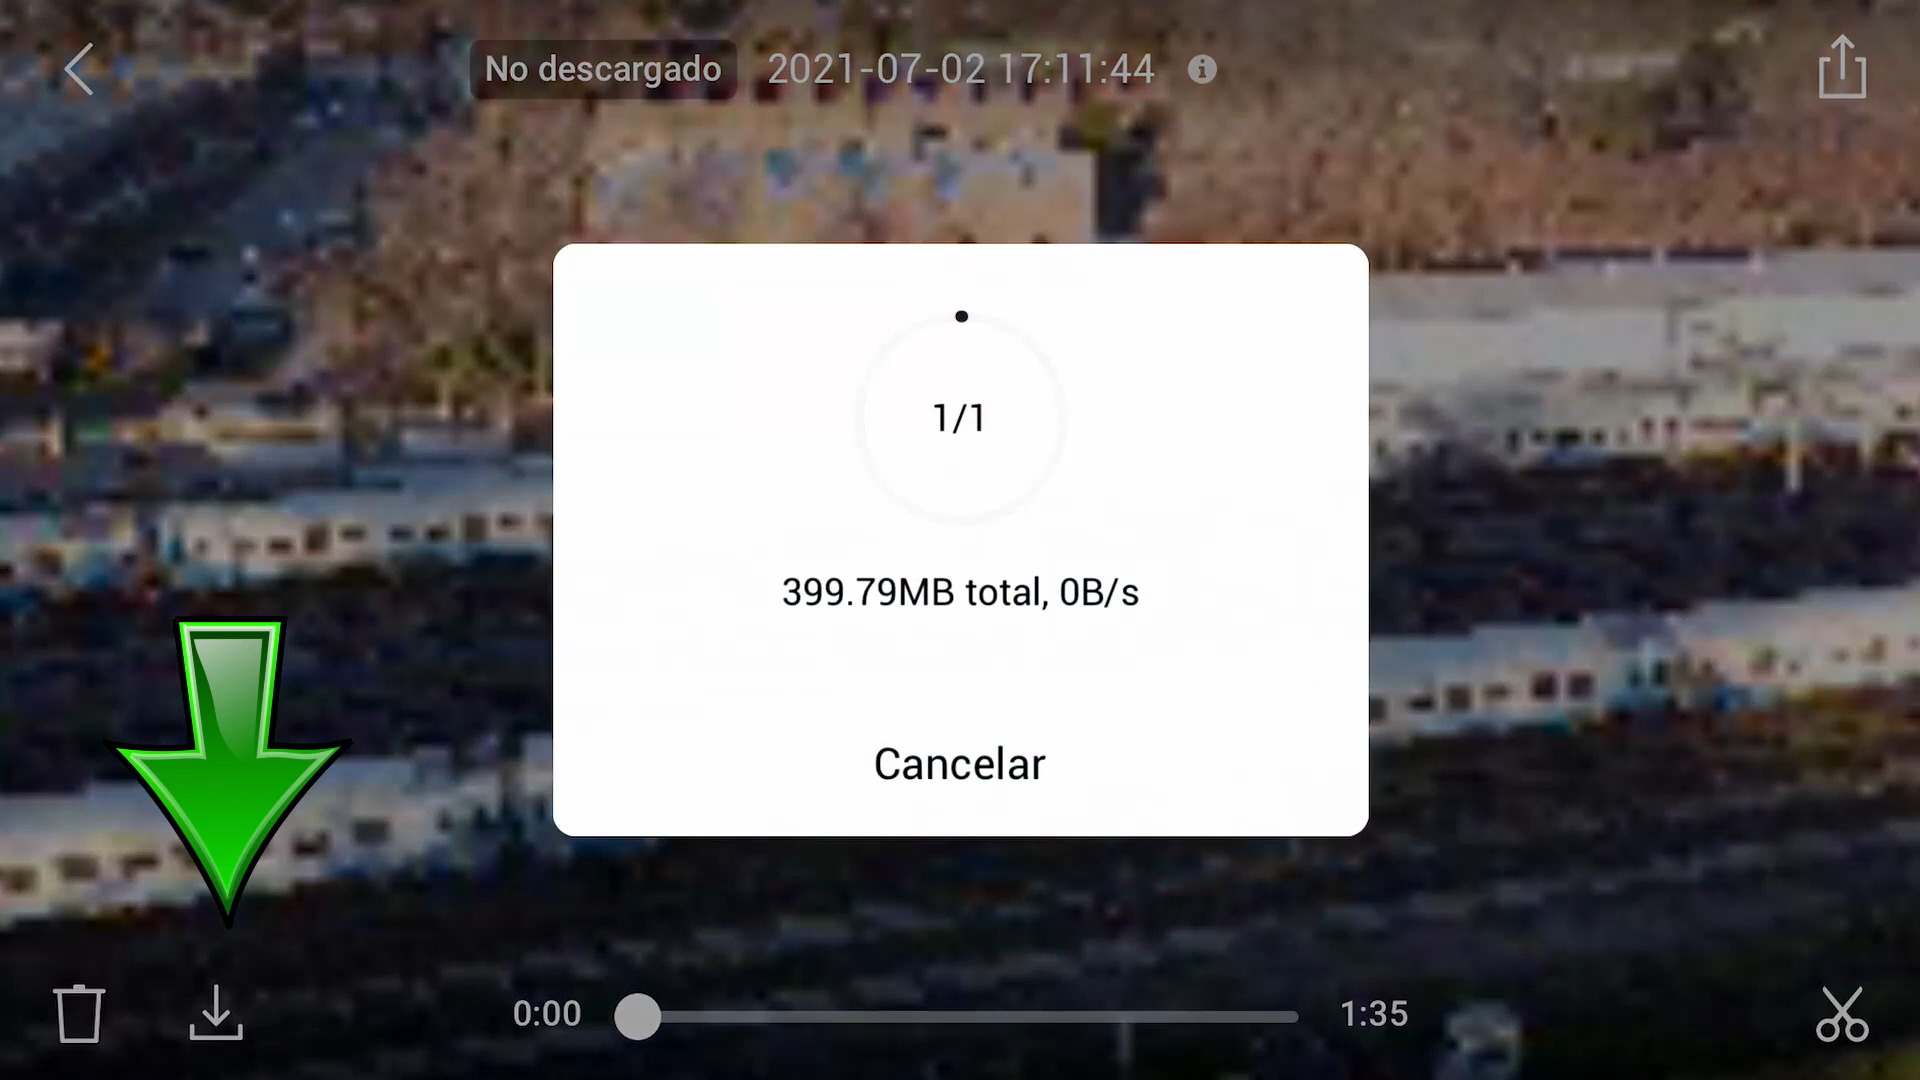 No descargado 2021-07-02 17:11:44
1/1
399.79MB total, 0B/s
Cancelar
0:00 1:35